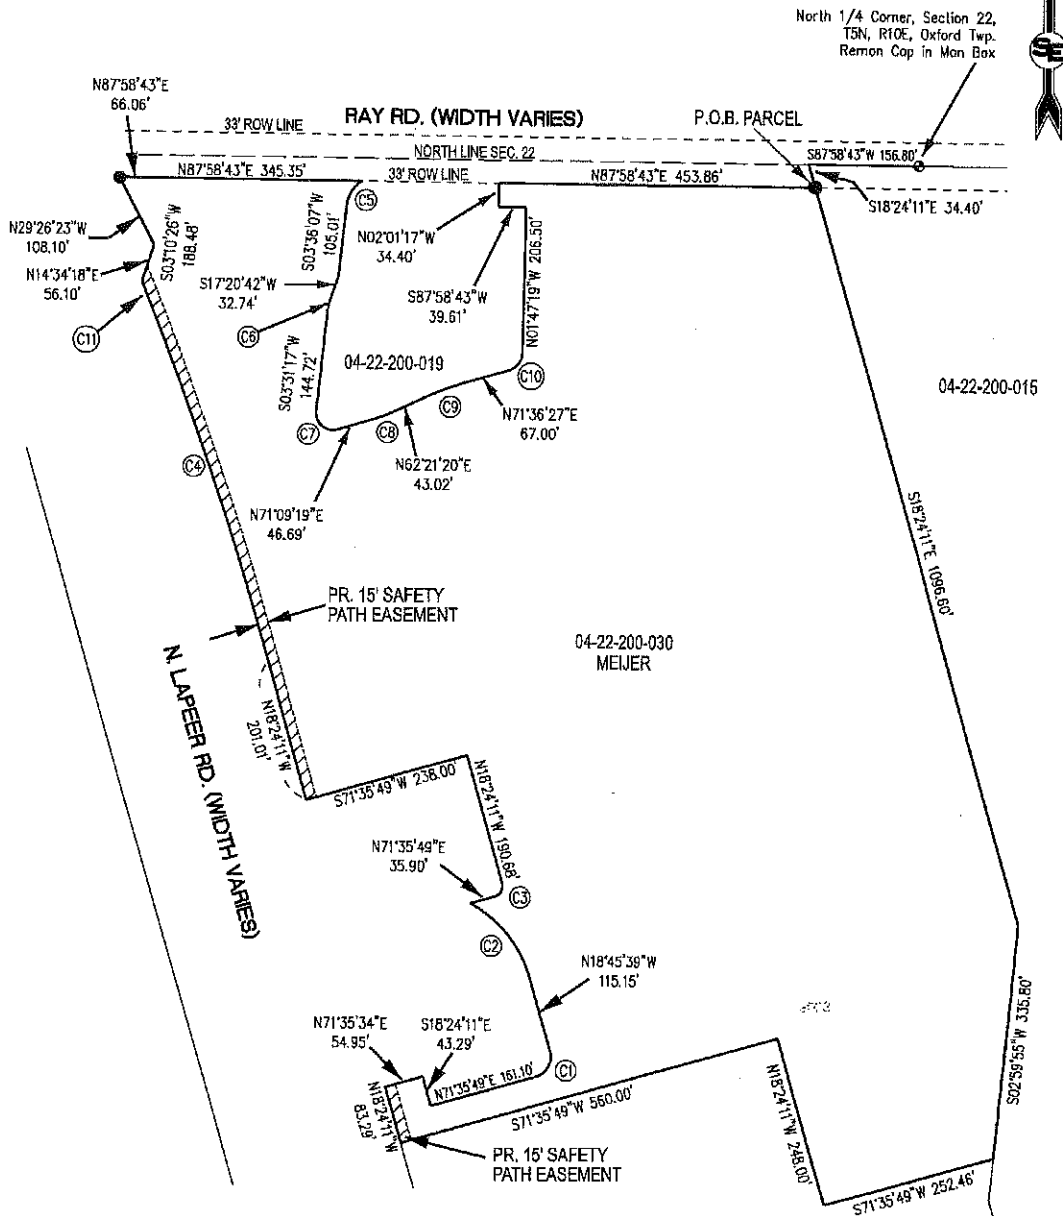 North 1/4 Corner, Section 22,
T5N, R10E, Oxford Twp.
Remon Cap in Mon Box
SE
N87°58'43"E
66.06'
RAY RD. (WIDTH VARIES)
33' ROW LINE
P.O.B. PARCEL
NORTH LINE SEC. 22
S87°58'43"W 156.80'
N87°58'43"E 345.35'
33' ROW LINE
N87°58'43"E 453.86'
S18°24'11"E 34.40'
C5
N29°26'23"W
108.10'
S03°10'26"W
188.48'
N14°34'18"E
56.10'
C11
S03°36'07"W
105.01'
S17°20'42"W
32.74'
C6
N02°01'17"W
34.40'
S87°58'43"W
39.61'
N01°47'19"W 206.50'
04-22-200-019
S03°31'17"W
144.72'
C10
C9
C8
C7
N71°36'27"E
67.00'
04-22-200-015
N62°21'20"E
43.02'
N71°09'19"E
46.69'
C4
S18°24'11"E 1096.60'
PR. 15' SAFETY
PATH EASEMENT
04-22-200-030
MEIJER
N. LAPEER RD. (WIDTH VARIES)
N18°24'11"W
201.01'
S71°35'49"W 238.00'
N18°24'11"W 190.68'
N71°35'49"E
35.90'
C3
C2
N18°45'39"W
115.15'
N71°35'34"E
54.95'
S18°24'11"E
43.29'
N71°35'49"E 161.10'
C1
N18°24'11"W
83.29'
S71°35'49"W 560.00'
PR. 15' SAFETY
PATH EASEMENT
N18°24'11"W 248.00'
S71°35'49"W 252.46'
S02°59'55"W 335.80'